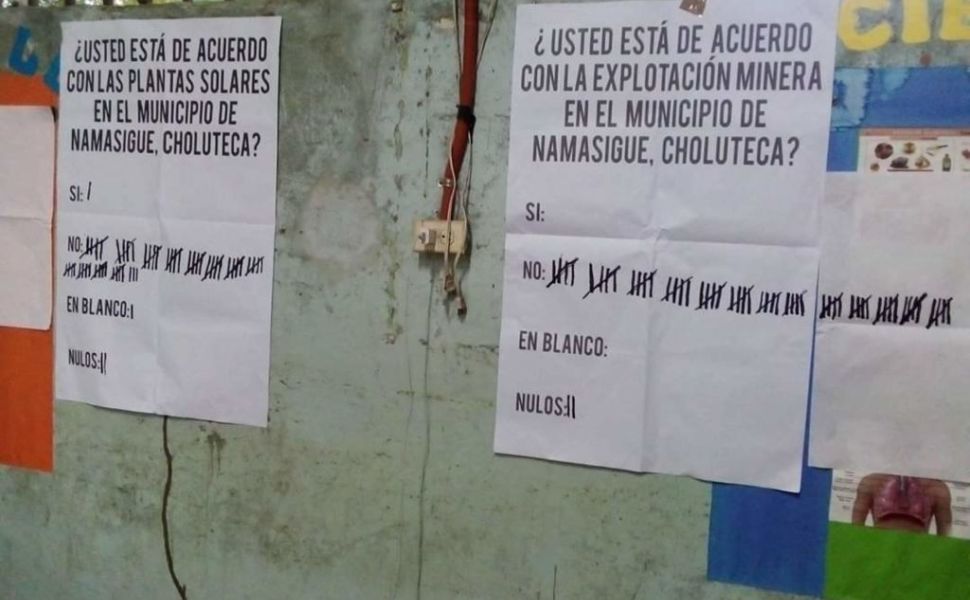 ¿USTED ESTÁ DE ACUERDO
CON LAS PLANTAS SOLARES
EN EL MUNICIPIO DE
NAMASIGUE, CHOLUTECA?
SI:
NO:
EN BLANCO:
NULOS:
¿USTED ESTÁ DE ACUERDO
CON LA EXPLOTACIÓN MINERA
EN EL MUNICIPIO DE
NAMASIGUE, CHOLUTECA?
SI:
NO:
EN BLANCO:
NULOS:
CIE